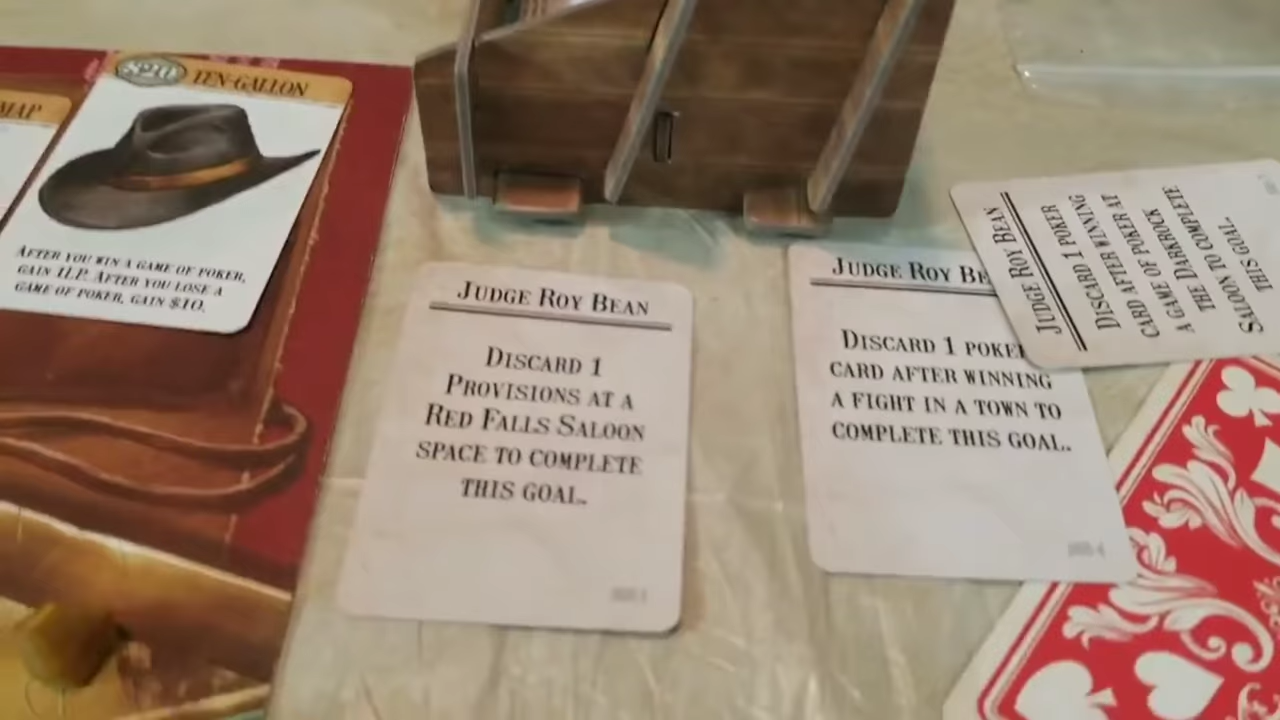 MAP
$20 TEN-GALLON
AFTER YOU WIN A GAME OF POKER,
GAIN 1LP. AFTER YOU LOSE A
GAME OF POKER, GAIN $10.
JUDGE ROY BEAN
DISCARD 1
PROVISIONS AT A
RED FALLS SALOON
SPACE TO COMPLETE
THIS GOAL.
JUDGE ROY BE
DISCARD 1 POKE
CARD AFTER WINNING
A FIGHT IN A TOWN TO
COMPLETE THIS GOAL.
JUDGE ROY BEAN
DISCARD 1 POKER
CARD AFTER WINNING
A GAME OF POKER AT
THE DARKROCK
SALOON TO COMPLETE
THIS GOAL.